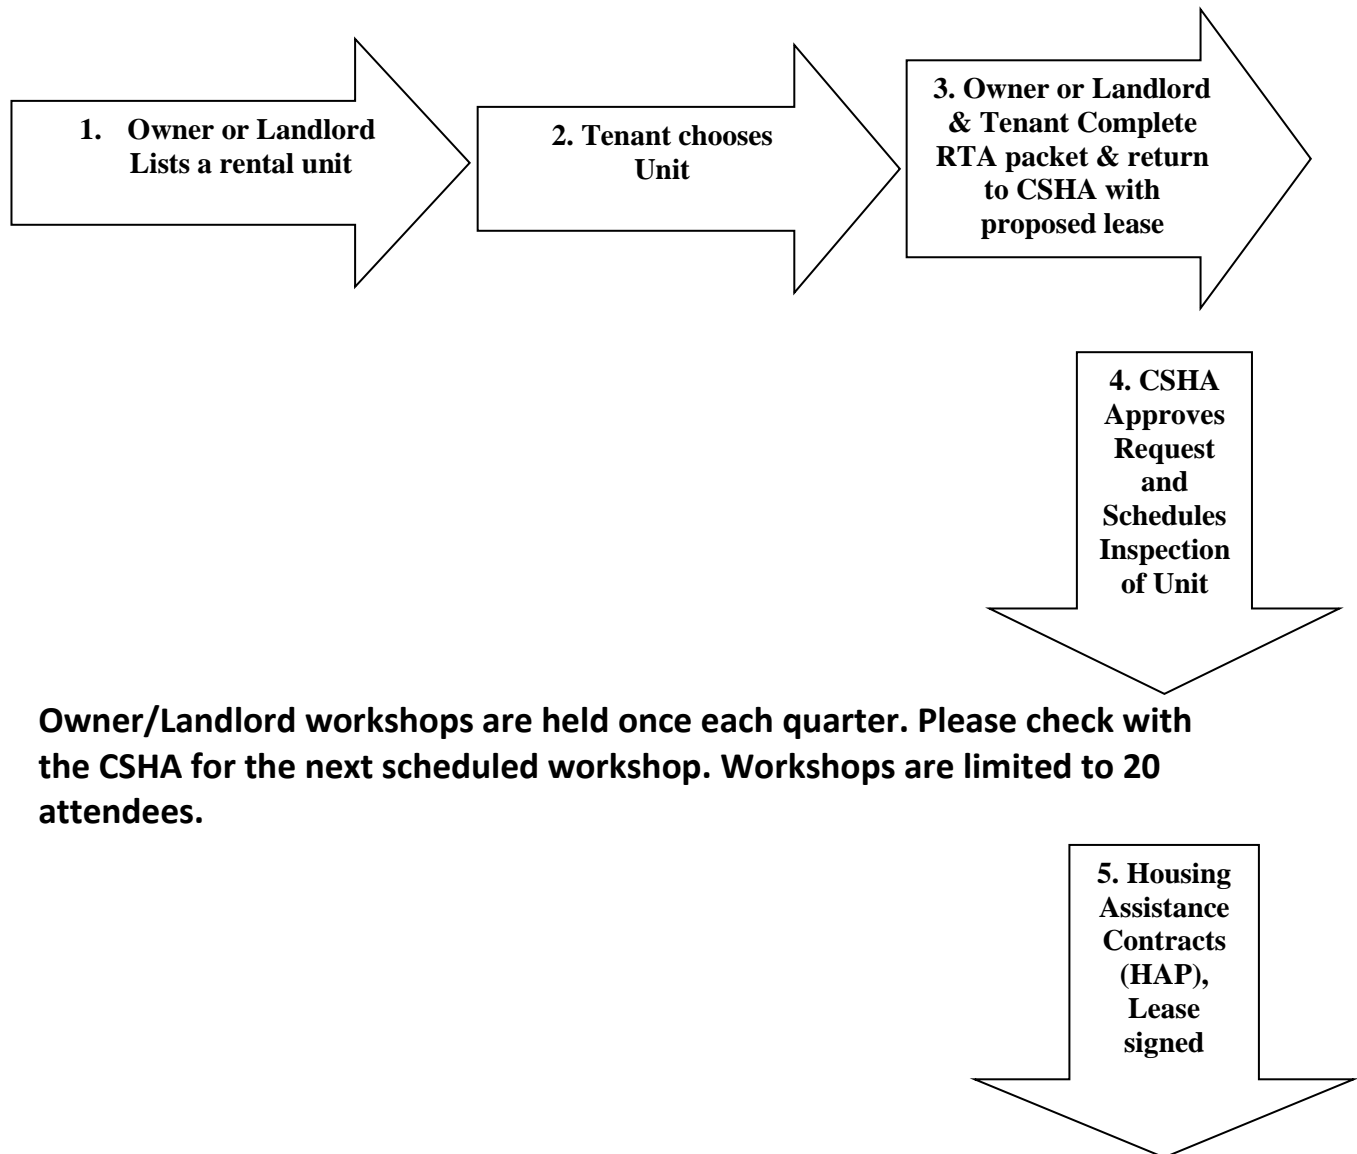 1. Owner or Landlord
Lists a rental unit
2. Tenant chooses
Unit
3. Owner or Landlord
& Tenant Complete
RTA packet & return
to CSHA with
proposed lease
4. CSHA
Approves
Request
and
Schedules
Inspection
of Unit
Owner/Landlord workshops are held once each quarter. Please check with
the CSHA for the next scheduled workshop. Workshops are limited to 20
attendees.
5. Housing
Assistance
Contracts
(HAP),
Lease
signed